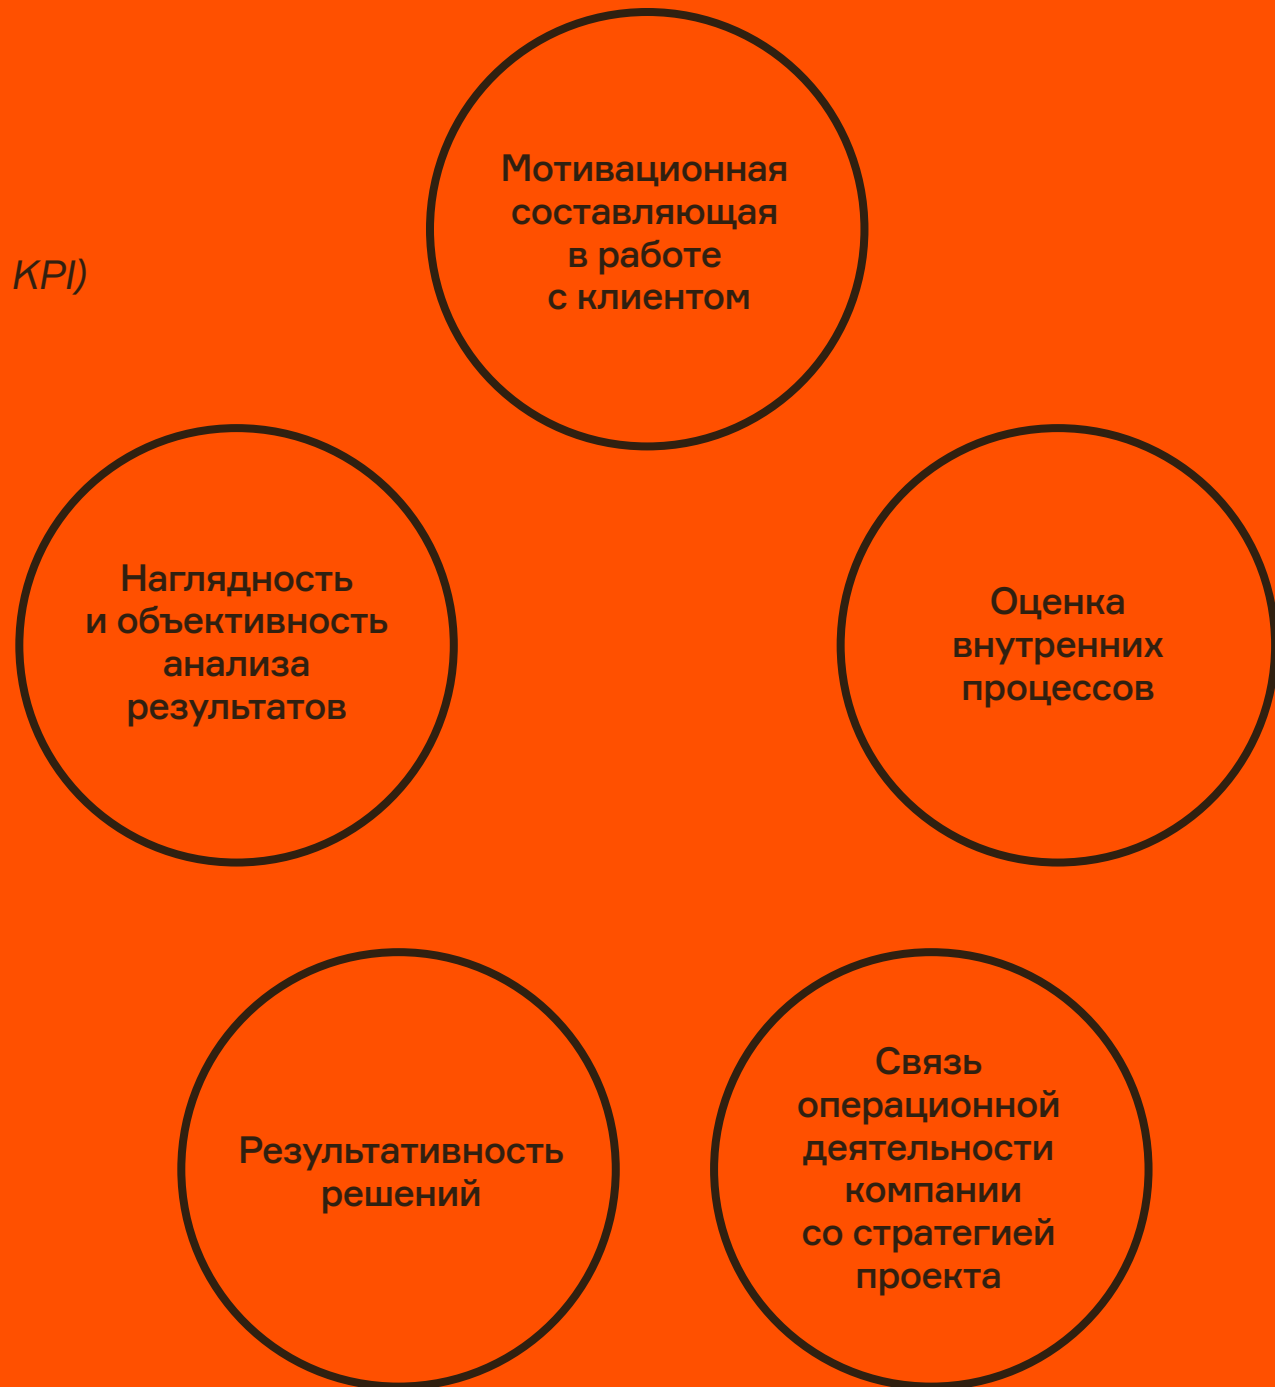 Мотивационная
составляющая
в работе
с клиентом
KPI)
Наглядность
и объективность
анализа
результатов
Оценка
внутренних
процессов
Результативность
решений
Связь
операционной
деятельности
компании
со стратегией
проекта